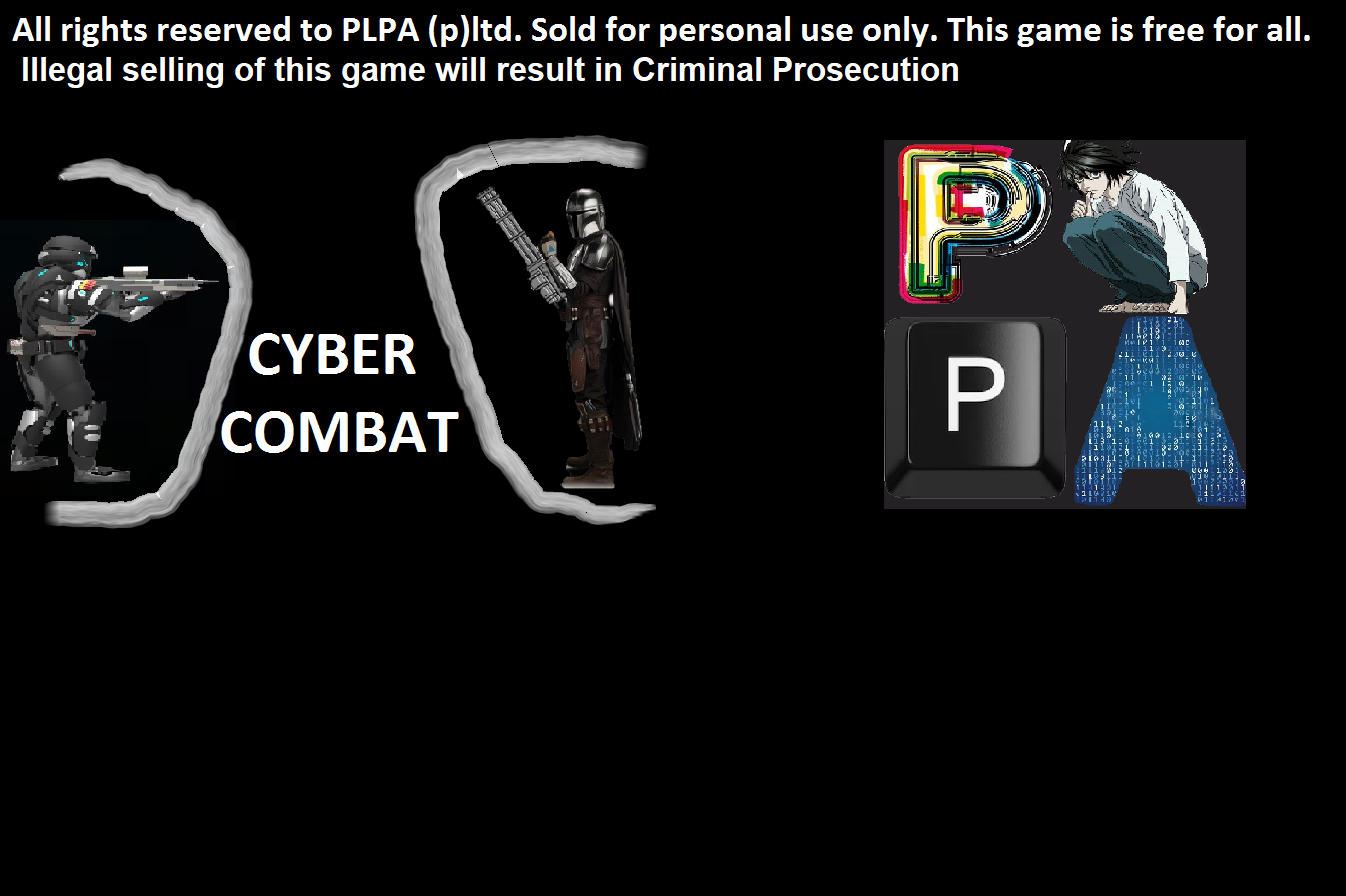 All rights reserved to PLPA (p)ltd. Sold for personal use only. This game is free for all.
Illegal selling of this game will result in Criminal Prosecution
CYBER
COMBAT
P
P
A